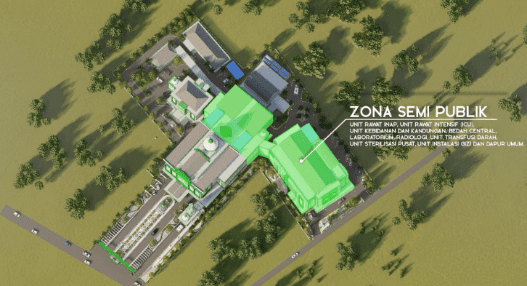 ZONA SEMI PUBLIK
UNIT RAWAT INAP, UNIT RAWAT INTENSIF (ICU),
UNIT KEBIDANAN DAN KANDUNGAN, BEDAH CENTRAL,
LABORATORIUM, RADIOLOGI, UNIT TRANSFUSI DARAH,
UNIT STERILISASI PUSAT, UNIT INSTALASI GIZI DAN DAPUR UMUM